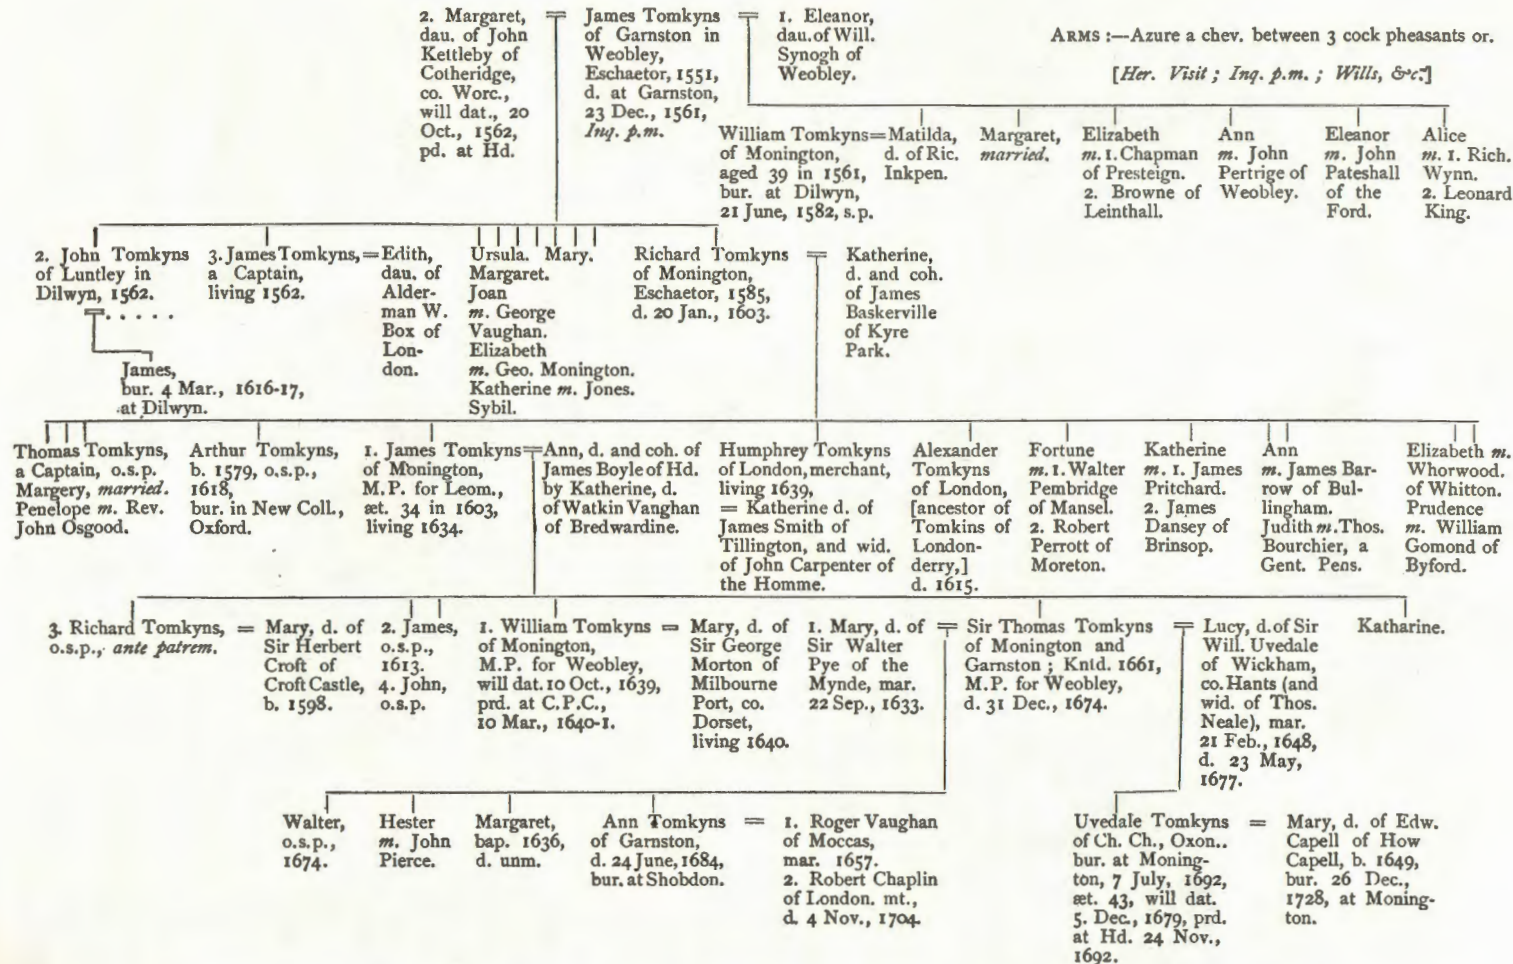 2. Margaret,
dau. of John
Kettleby of
Cotheridge,
co. Worc.,
will dat., 20
Oct., 1562,
pd. at Hd.
=
James Tomkyns
of Garnston in
Weobley,
Eschaetor, 1551,
d. at Garnston,
23 Dec., 1561,
Inq. p.m.
=
1. Eleanor,
dau. of Will.
Synogh of
Weobley.
ARMS :—Azure a chev. between 3 cock pheasants or.
[Her. Visit ; Inq. p.m. ; Wills, &c.]
William Tomkyns=
of Monington,
aged 39 in 1561,
bur. at Dilwyn,
21 June, 1582, s.p.
Matilda,
d. of Ric.
Inkpen.
Margaret,
married.
Elizabeth
m. 1. Chapman
of Presteign.
2. Browne of
Leinthall.
Ann
m. John
Pertrige of
Weobley.
Eleanor
m. John
Pateshall
of the
Ford.
Alice
m. 1. Rich.
Wynn.
2. Leonard
King.
2. John Tomkyns
of Luntley in
Dilwyn, 1562.
= . . . . .
James,
bur. 4 Mar., 1616-17,
at Dilwyn.
3. James Tomkyns,=
a Captain,
living 1562.
Edith,
dau. of
Alder-
man W.
Box of
Lon-
don.
Ursula. Mary.
Margaret.
Joan
m. George
Vaughan.
Elizabeth
m. Geo. Monington.
Katherine m. Jones.
Sybil.
Richard Tomkyns =
of Monington,
Eschaetor, 1585,
d. 20 Jan., 1603.
Katherine,
d. and coh.
of James
Baskerville
of Kyre
Park.
Thomas Tomkyns,
a Captain, o.s.p.
Margery, married.
Penelope m. Rev.
John Osgood.
Arthur Tomkyns,
b. 1579, o.s.p.,
1618,
bur. in New Coll.,
Oxford.
1. James Tomkyns=
of Monington,
M.P. for Leom.,
æt. 34 in 1603,
living 1634.
Ann, d. and coh. of
James Boyle of Hd.
by Katherine, d.
of Watkin Vaughan
of Bredwardine.
Humphrey Tomkyns
of London, merchant,
living 1639,
= Katherine d. of
James Smith of
Tillington, and wid.
of John Carpenter of
the Homme.
Alexander
Tomkyns
of London,
[ancestor of
Tomkins of
London-
derry,]
d. 1615.
Fortune
m. 1. Walter
Pembridge
of Mansel.
2. Robert
Perrott of
Moreton.
Katherine
m. 1. James
Pritchard.
2. James
Dansey of
Brinsop.
Ann
m. James Bar-
row of Bul-
lingham.
Judith m. Thos.
Bourchier, a
Gent. Pens.
Elizabeth m.
Whorwood.
of Whitton.
Prudence
m. William
Gomond of
Byford.
3. Richard Tomkyns, =
o.s.p., ante patrem.
Mary, d. of
Sir Herbert
Croft of
Croft Castle,
b. 1598.
2. James,
o.s.p.,
1613.
4. John,
o.s.p.
1. William Tomkyns =
of Monington,
M.P. for Weobley,
will dat. 10 Oct., 1639,
prd. at C.P.C.,
10 Mar., 1640-1.
Mary, d. of
Sir George
Morton of
Milbourne
Port, co.
Dorset,
living 1640.
1. Mary, d. of
Sir Walter
Pye of the
Mynde, mar.
22 Sep., 1633.
=
Sir Thomas Tomkyns
of Monington and
Garnston ; Kntd. 1661,
M.P. for Weobley,
d. 31 Dec., 1674.
=
Lucy, d. of Sir
Will. Uvedale
of Wickham,
co. Hants (and
wid. of Thos.
Neale), mar.
21 Feb., 1648,
d. 23 May,
1677.
Katharine.
Walter,
o.s.p.,
1674.
Hester
m. John
Pierce.
Margaret,
bap. 1636,
d. unm.
Ann Tomkyns =
of Garnston,
d. 24 June, 1684,
bur. at Shobdon.
1. Roger Vaughan
of Moccas,
mar. 1657.
2. Robert Chaplin
of London. mt.,
d. 4 Nov., 1704.
Uvedale Tomkyns =
of Ch. Ch., Oxon..
bur. at Moning-
ton, 7 July, 1692,
æt. 43, will dat.
5. Dec., 1679, prd.
at Hd. 24 Nov.,
1692.
Mary, d. of Edw.
Capell of How
Capell, b. 1649,
bur. 26 Dec.,
1728, at Moning-
ton.